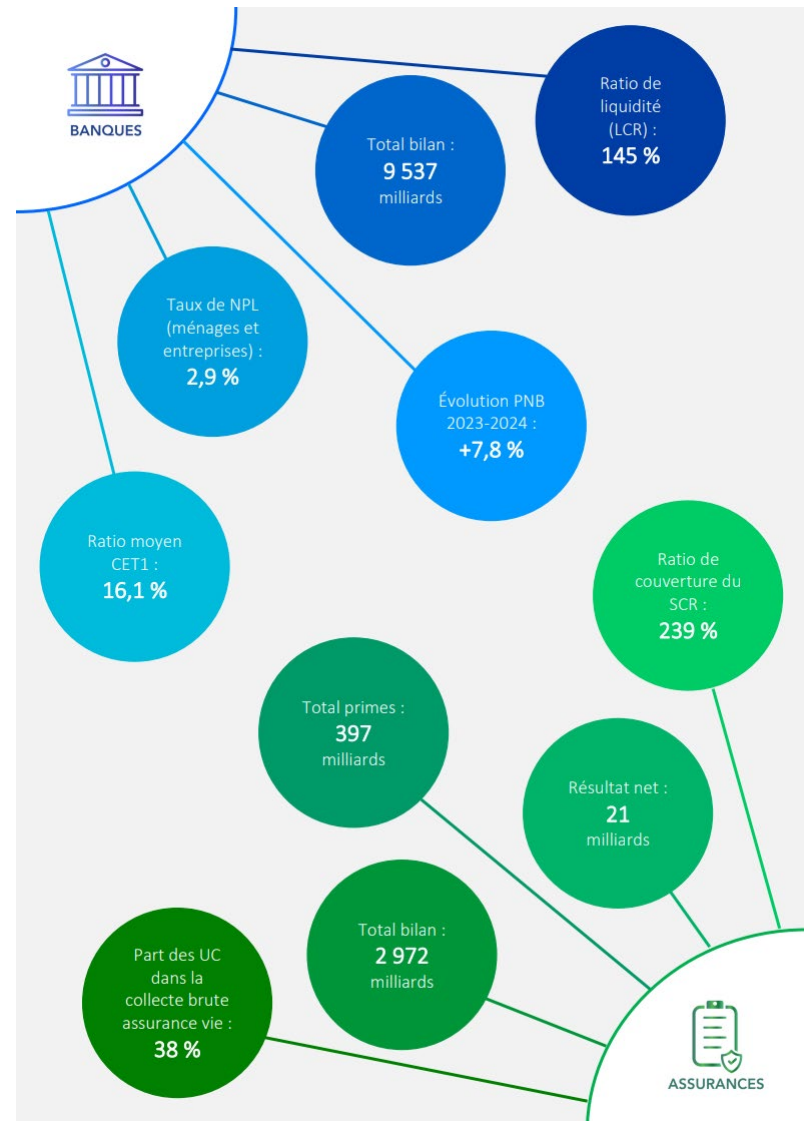 BANQUES
Ratio de
liquidité
(LCR) :
145 %
Total bilan :
9 537
milliards
Taux de NPL
(ménages et
entreprises) :
2,9 %
Évolution PNB
2023-2024 :
+7,8 %
Ratio moyen
CET1 :
16,1 %
Ratio de
couverture du
SCR :
239 %
Total primes :
397
milliards
Résultat net :
21
milliards
Total bilan :
2 972
milliards
Part des UC
dans la
collecte brute
assurance vie :
38 %
ASSURANCES